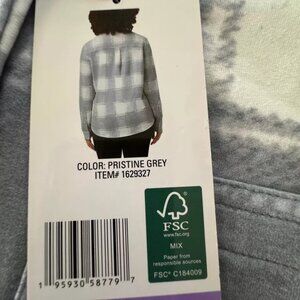 COLOR: PRISTINE GREY
ITEM# 1629327
FSC
www.fsc.org
MIX
Paper from
responsible sources
FSC® C184009
1 95930 58779 7